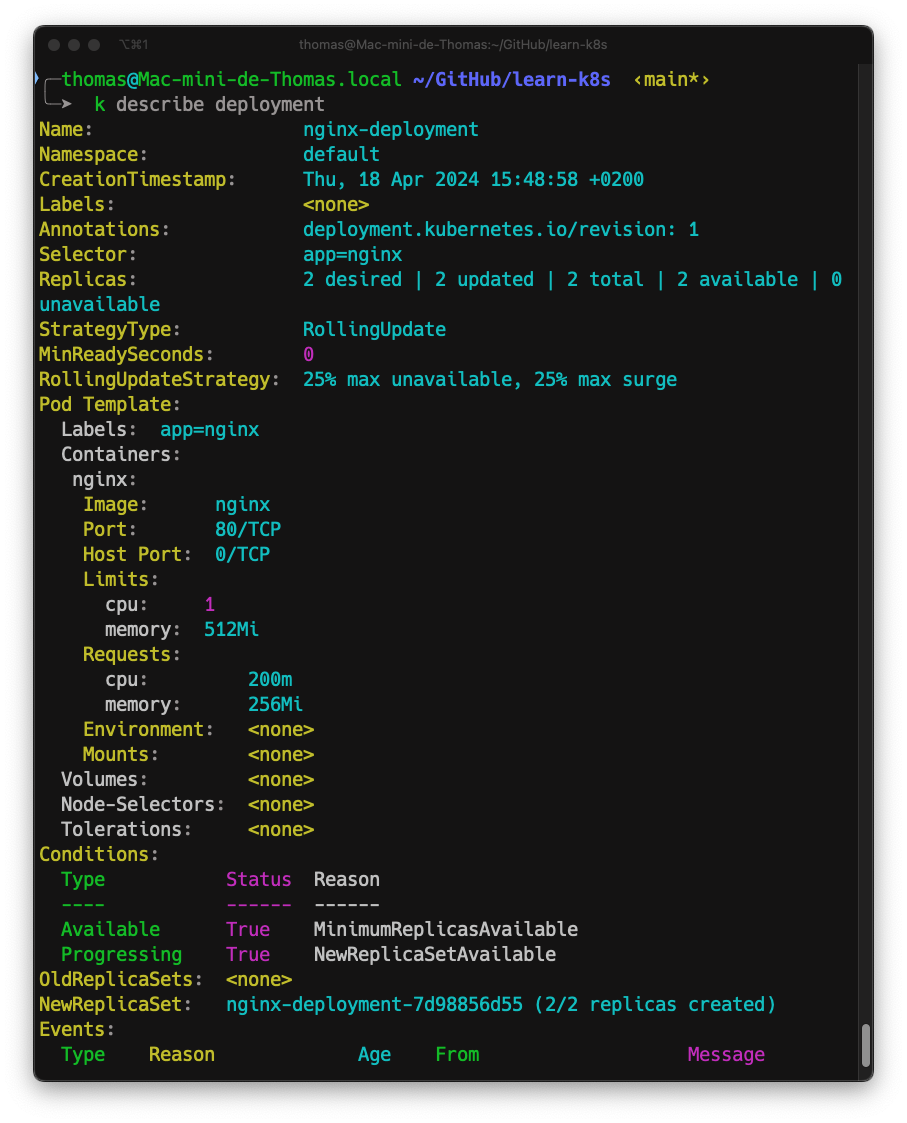 ⌥⌘1 thomas@Mac-mini-de-Thomas:~/GitHub/learn-k8s
thomas@Mac-mini-de-Thomas.local ~/GitHub/learn-k8s ‹main*›
k describe deployment
Name: nginx-deployment
Namespace: default
CreationTimestamp: Thu, 18 Apr 2024 15:48:58 +0200
Labels: <none>
Annotations: deployment.kubernetes.io/revision: 1
Selector: app=nginx
Replicas: 2 desired | 2 updated | 2 total | 2 available | 0
unavailable
StrategyType: RollingUpdate
MinReadySeconds: 0
RollingUpdateStrategy: 25% max unavailable, 25% max surge
Pod Template:
Labels: app=nginx
Containers:
nginx:
Image: nginx
Port: 80/TCP
Host Port: 0/TCP
Limits:
cpu: 1
memory: 512Mi
Requests:
cpu: 200m
memory: 256Mi
Environment: <none>
Mounts: <none>
Volumes: <none>
Node-Selectors: <none>
Tolerations: <none>
Conditions:
Type Status Reason
---- ------ ------
Available True MinimumReplicasAvailable
Progressing True NewReplicaSetAvailable
OldReplicaSets: <none>
NewReplicaSet: nginx-deployment-7d98856d55 (2/2 replicas created)
Events:
Type Reason Age From Message